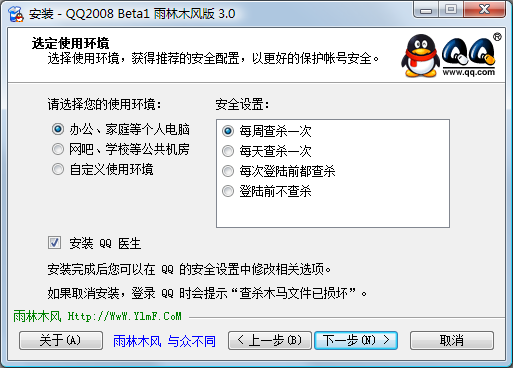 安装 - QQ2008 Beta1 雨林木风版 3.0
选定使用环境
选择使用环境，获得推荐的安全配置，以更好的保护帐号安全。
QQ
www.qq.com
请选择您的使用环境：
安全设置：
办公、家庭等个人电脑
每周查杀一次
网吧、学校等公共机房
每天查杀一次
自定义使用环境
每次登陆前都查杀
登陆前不查杀
安装 QQ 医生
安装完成后您可以在 QQ 的安全设置中修改相关选项。
如果取消安装，登录 QQ 时会提示“查杀木马文件已损坏”。
雨林木风 Http://WwW.YlmF.CoM
关于(A)
雨林木风 与众不同
< 上一步(B)
下一步(N) >
取消